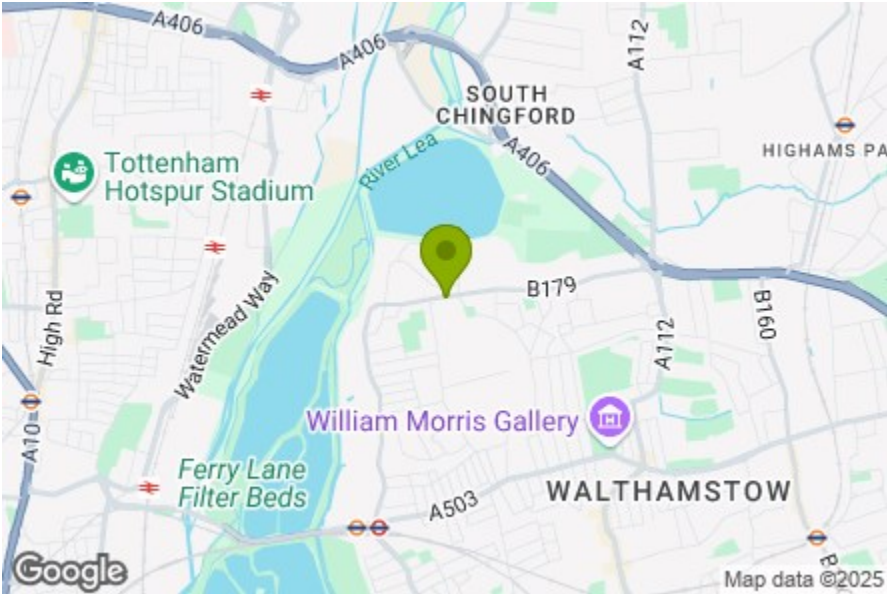 A406
A406
A112
SOUTH
CHINGFORD
A406
HIGHAMS PA
River Lea
Tottenham
Hotspur Stadium
Watermead Way
B179
High Rd
A112
B160
William Morris Gallery
A10
Ferry Lane
Filter Beds
A503
WALTHAMSTOW
Google
Map data ©2025